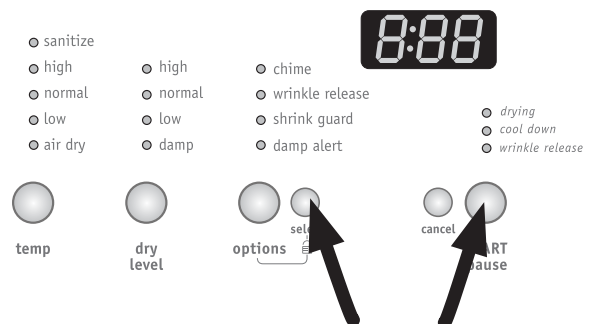 8:88
sanitize
high
normal
low
air dry
high
normal
low
damp
chime
wrinkle release
shrink guard
damp alert
drying
cool down
wrinkle release
temp
dry
level
options
cancel